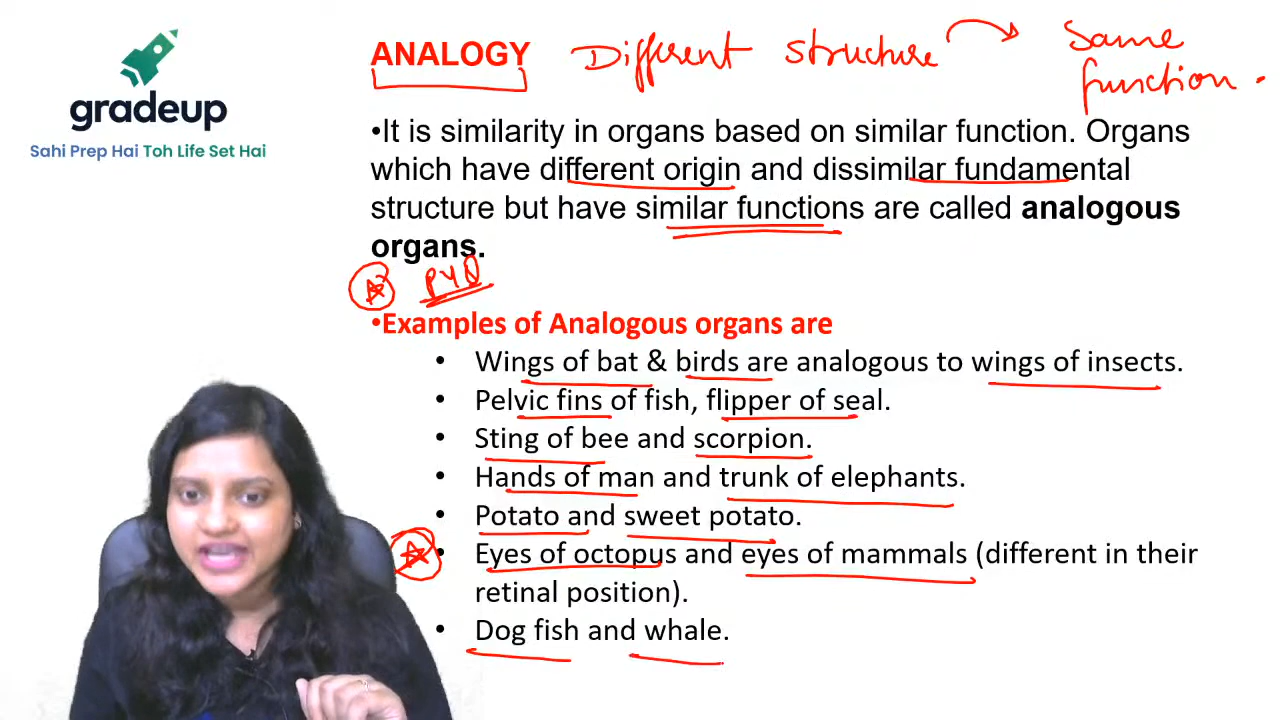 gradeup
Sahi Prep Hai Toh Life Set Hai
ANALOGY Different structure Same
function.
•It is similarity in organs based on similar function. Organs
which have different origin and dissimilar fundamental
structure but have similar functions are called analogous
organs.
PYQ
•Examples of Analogous organs are
• Wings of bat & birds are analogous to wings of insects.
• Pelvic fins of fish, flipper of seal.
• Sting of bee and scorpion.
• Hands of man and trunk of elephants.
• Potato and sweet potato.
• Eyes of octopus and eyes of mammals (different in their
retinal position).
• Dog fish and whale.